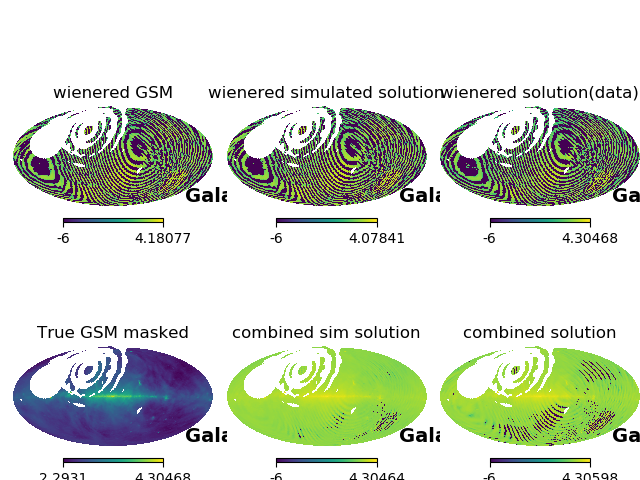 wienered GSM
wienered simulated solution
wienered solution(data)
Gala
Gala
Ga
-6 4.18077
-6 4.07841
-6 4.30468
True GSM masked
combined sim solution
combined solution
Gala
Gala
Ga
2.2931 4.30468
-6 4.30464
-6 4.30598